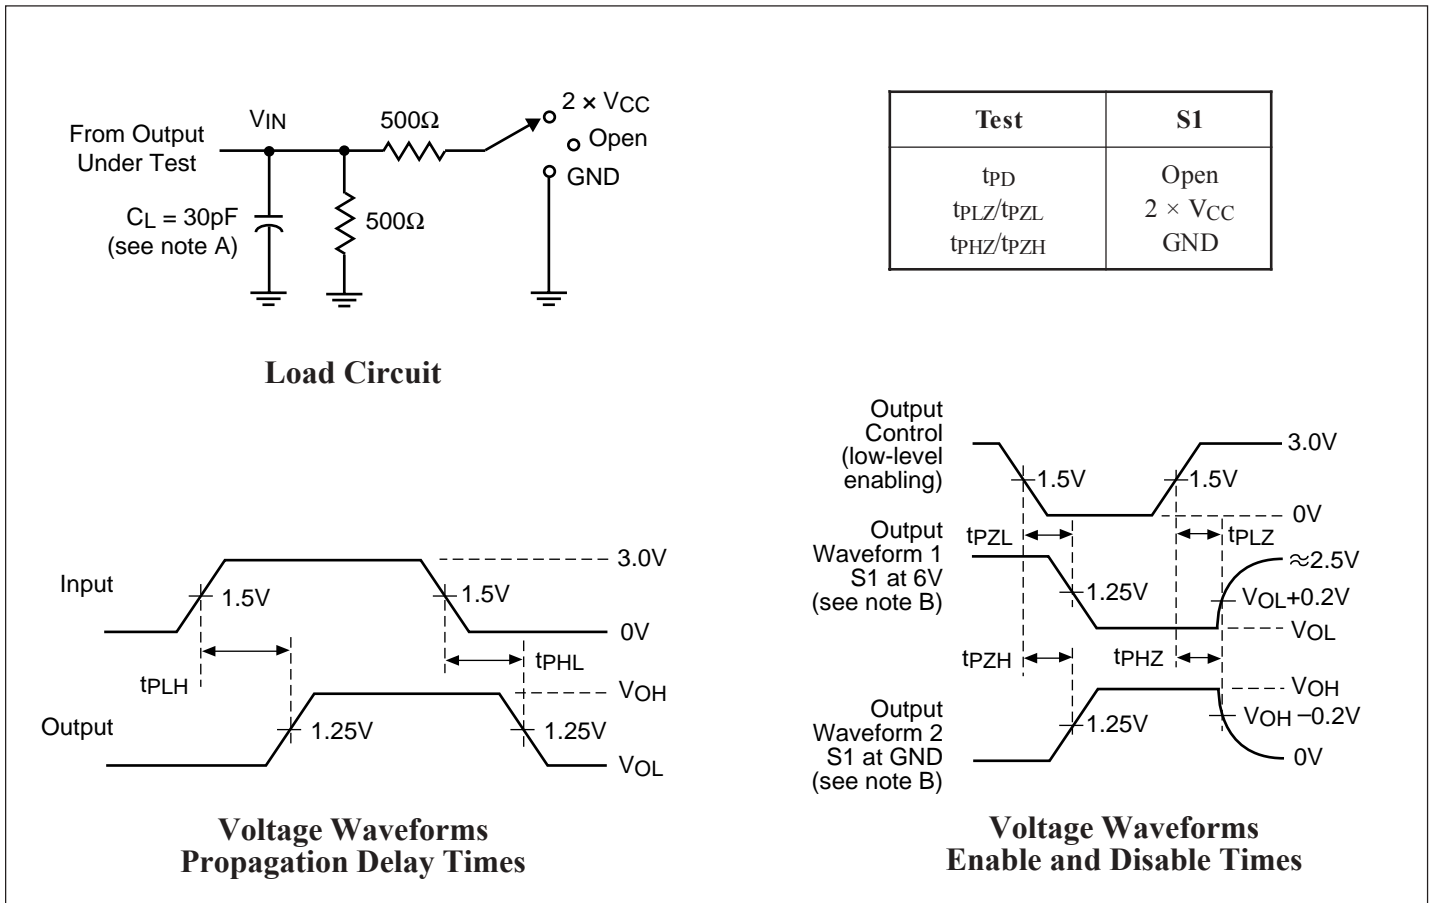 2 × VCC
VIN
500Ω
Open
From Output
Under Test
GND
CL = 30pF
(see note A)
500Ω
Load Circuit
Test S1
tPD Open
tPLZ/tPZL 2 × VCC
tPHZ/tPZH GND
Input
3.0V
1.5V
1.5V
0V
tPLH
tPHL
Output
VOH
1.25V
1.25V
VOL
Voltage Waveforms
Propagation Delay Times
Output
Control
(low-level
enabling)
3.0V
1.5V
1.5V
0V
Output
Waveform 1
S1 at 6V
(see note B)
tPZL
tPLZ
≈2.5V
1.25V
VOL+0.2V
VOL
tPZH
tPHZ
Output
Waveform 2
S1 at GND
(see note B)
VOH
1.25V
VOH –0.2V
0V
Voltage Waveforms
Enable and Disable Times